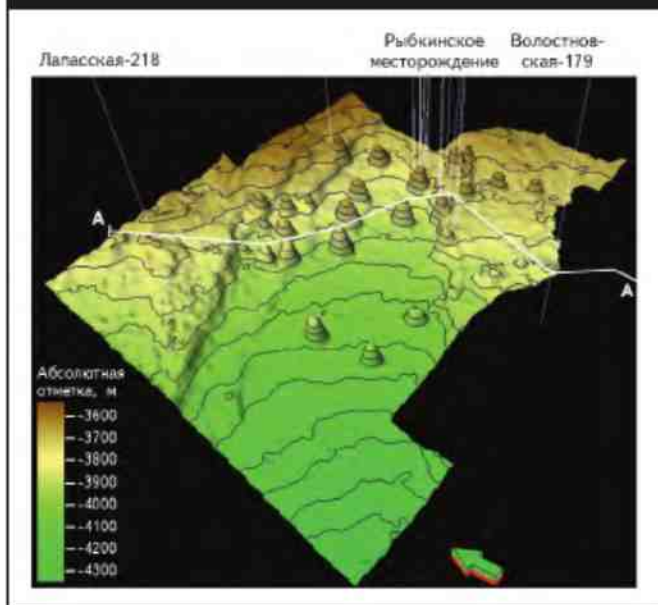 Лапасская-218
Рыбкинское
месторождение
Волостнов-
ская-179
А
А
Абсолютная
отметка, м
-3600
-3700
-3800
-3900
-4000
-4100
-4200
-4300